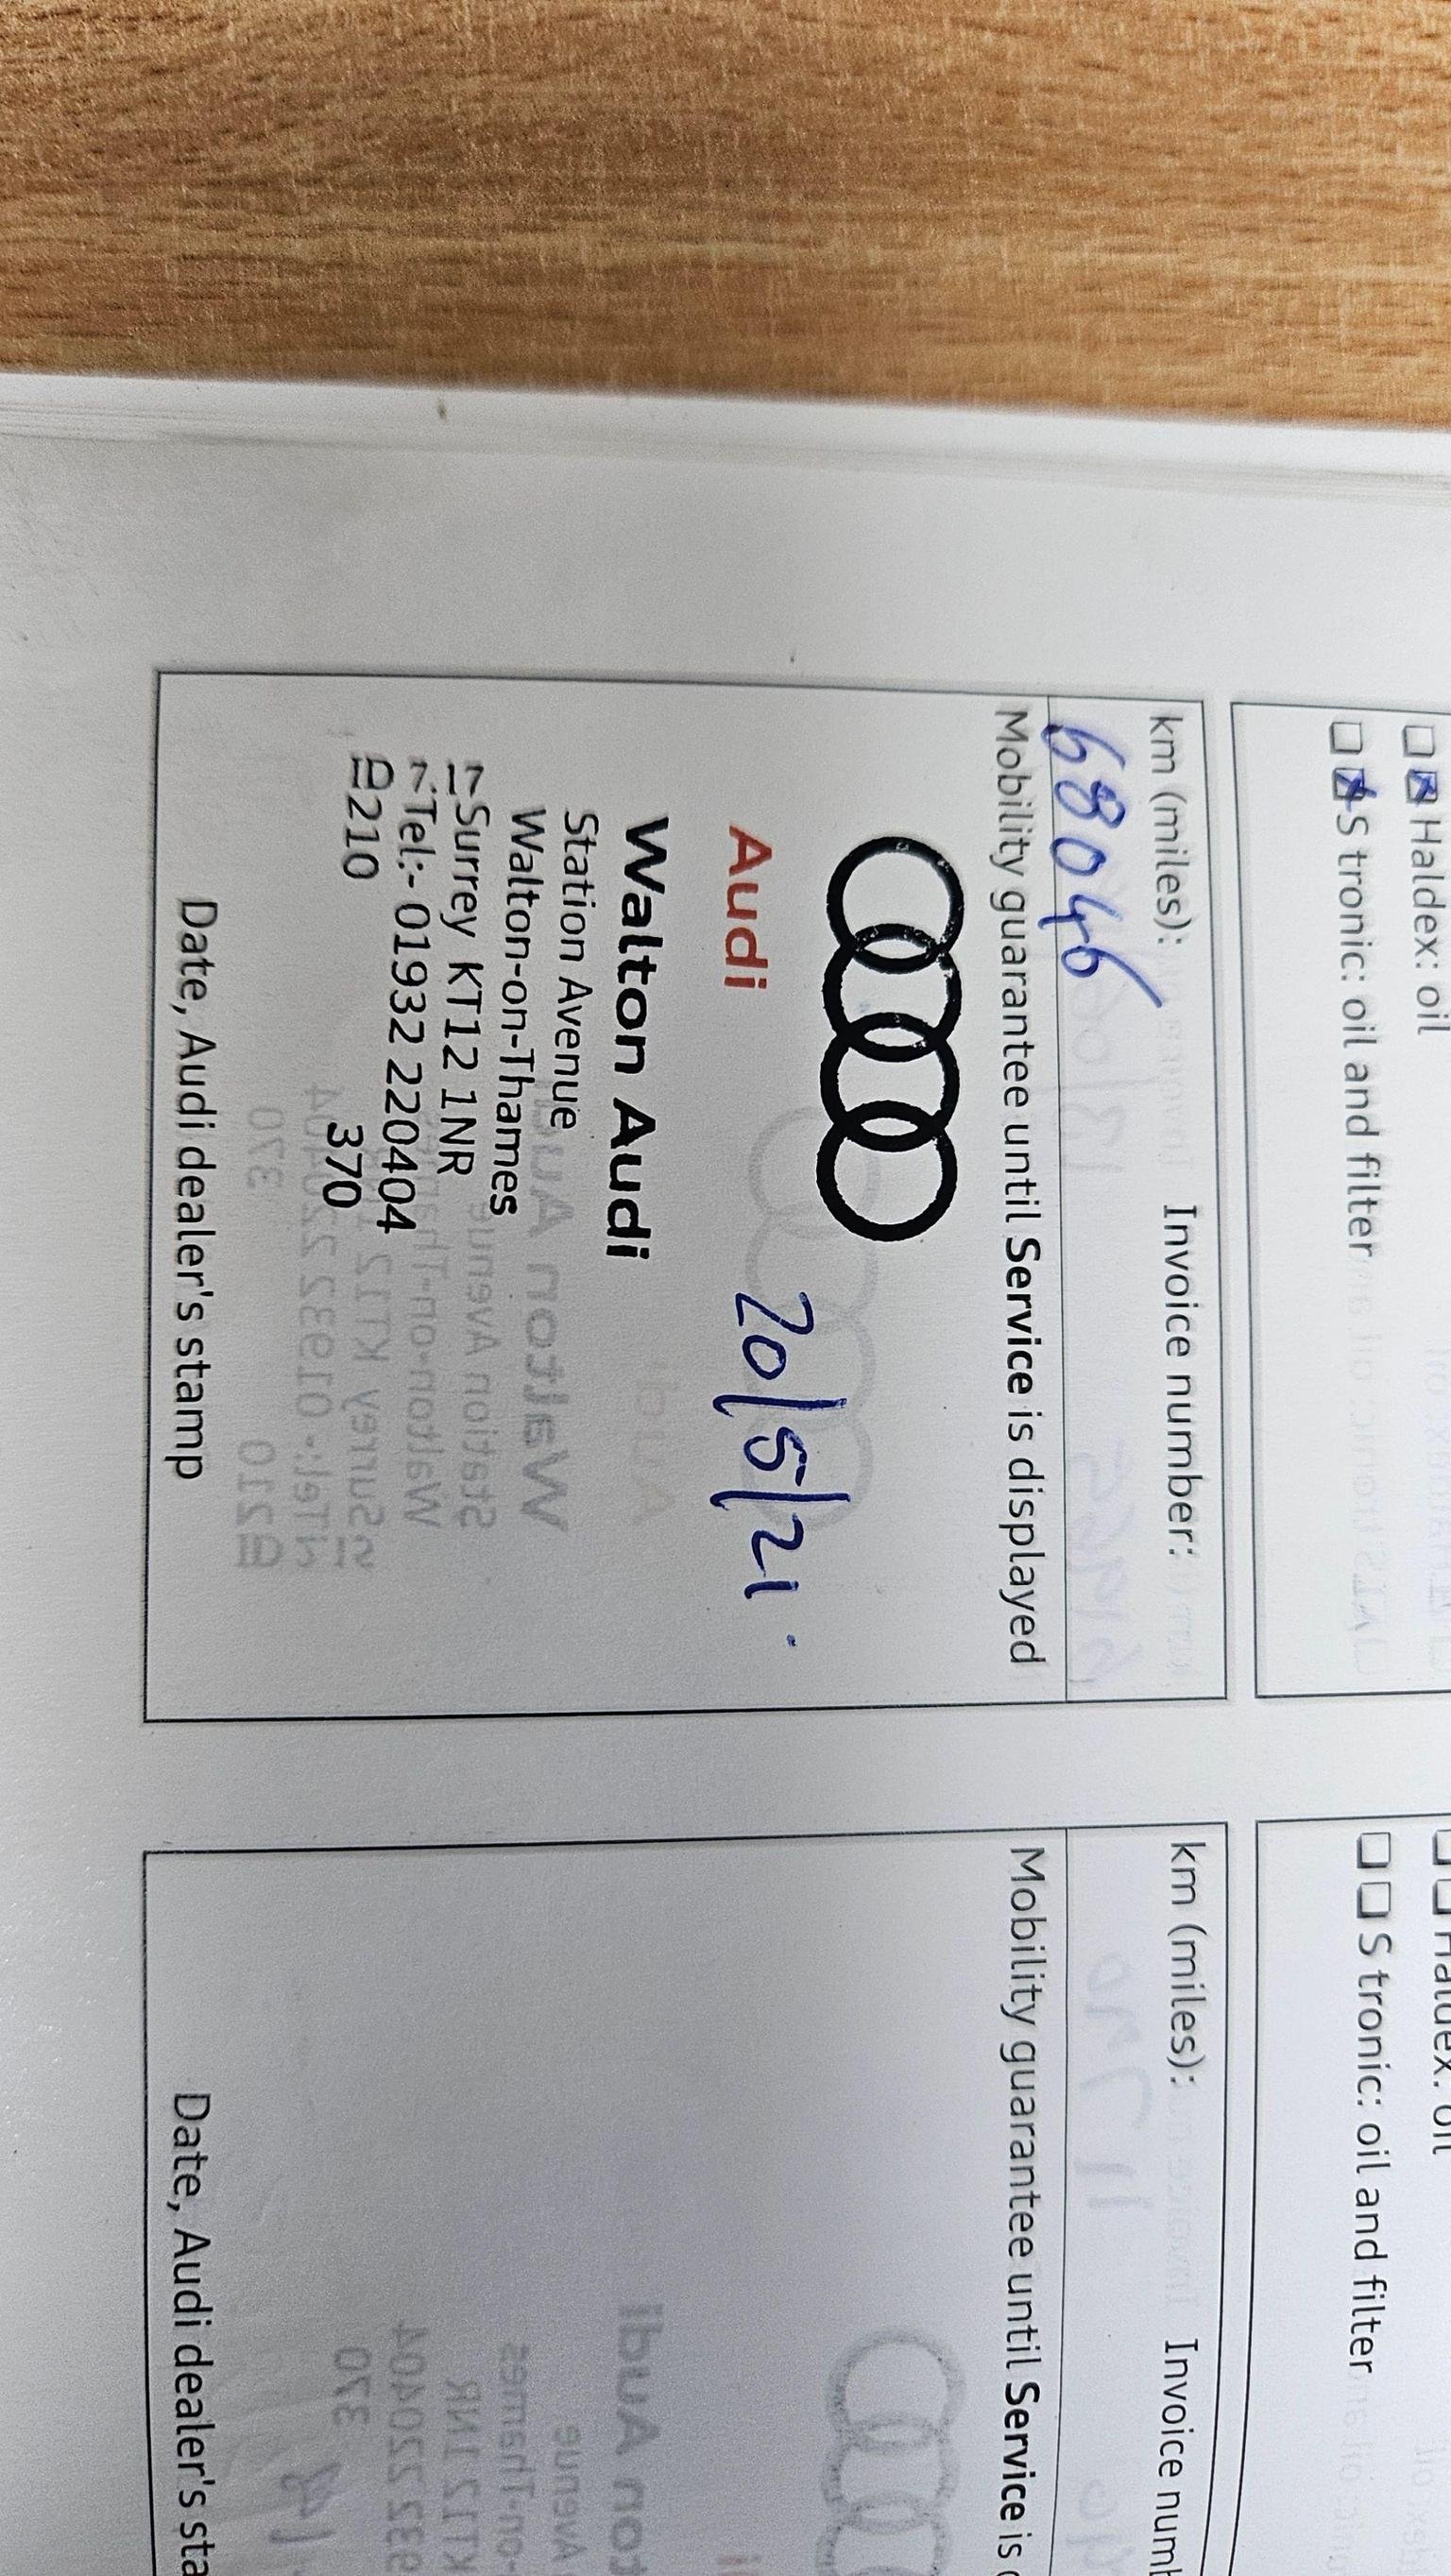 ☐☒ Haldex: oil
☐☒ S tronic: oil and filter
km (miles): Invoice number:
68046
Mobility guarantee until Service is displayed
Audi
20/5/21.
Walton Audi
Station Avenue
Walton-on-Thames
Surrey KT12 1NR
Tel:- 01932 220404
210 370
Date, Audi dealer's stamp
☐☐ Haldex: oil
☐☐ S tronic: oil and filter
km (miles): Invoice numb
Mobility guarantee until Service is
Date, Audi dealer's sta